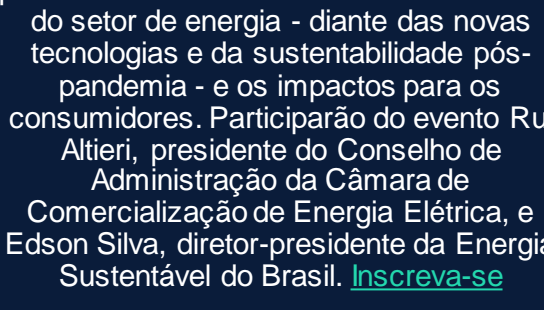 do setor de energia - diante das novas
tecnologias e da sustentabilidade pós-
pandemia - e os impactos para os
consumidores. Participarão do evento Ru
Altieri, presidente do Conselho de
Administração da Câmara de
Comercialização de Energia Elétrica, e
Edson Silva, diretor-presidente da Energia
Sustentável do Brasil. Inscreva-se